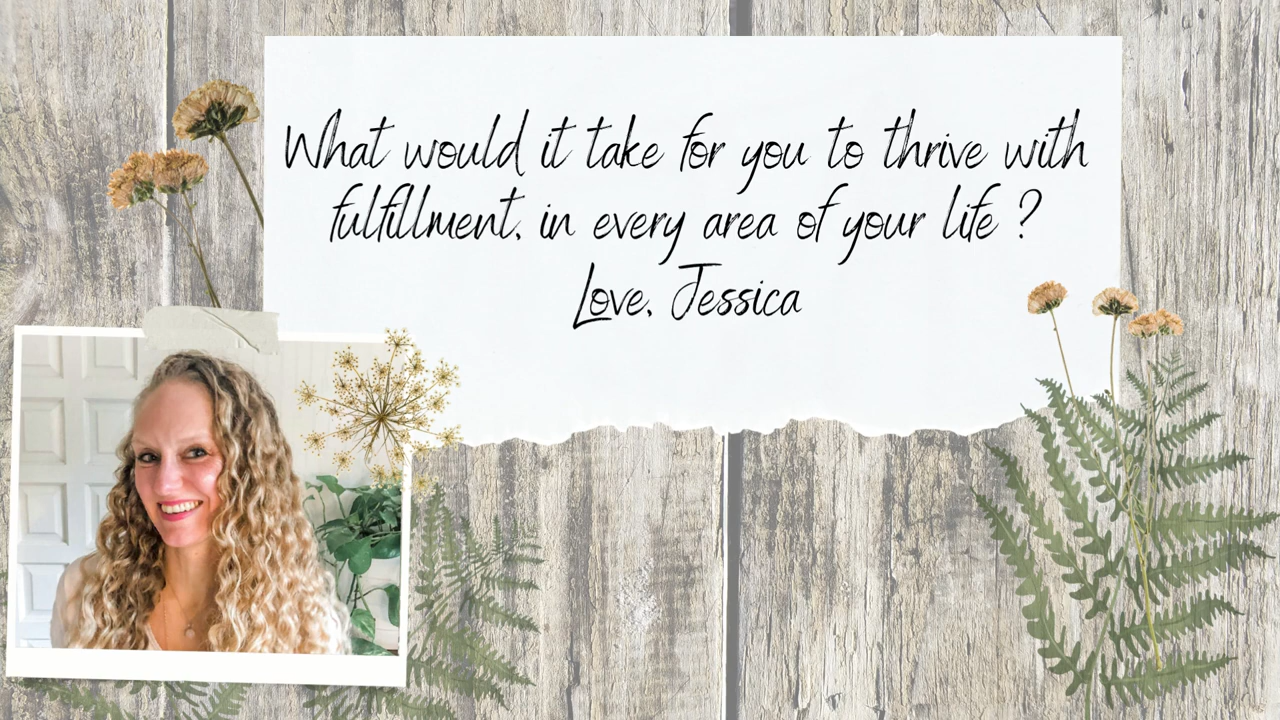 What would it take for you to thrive with
fulfillment, in every area of your life ?
Love, Jessica